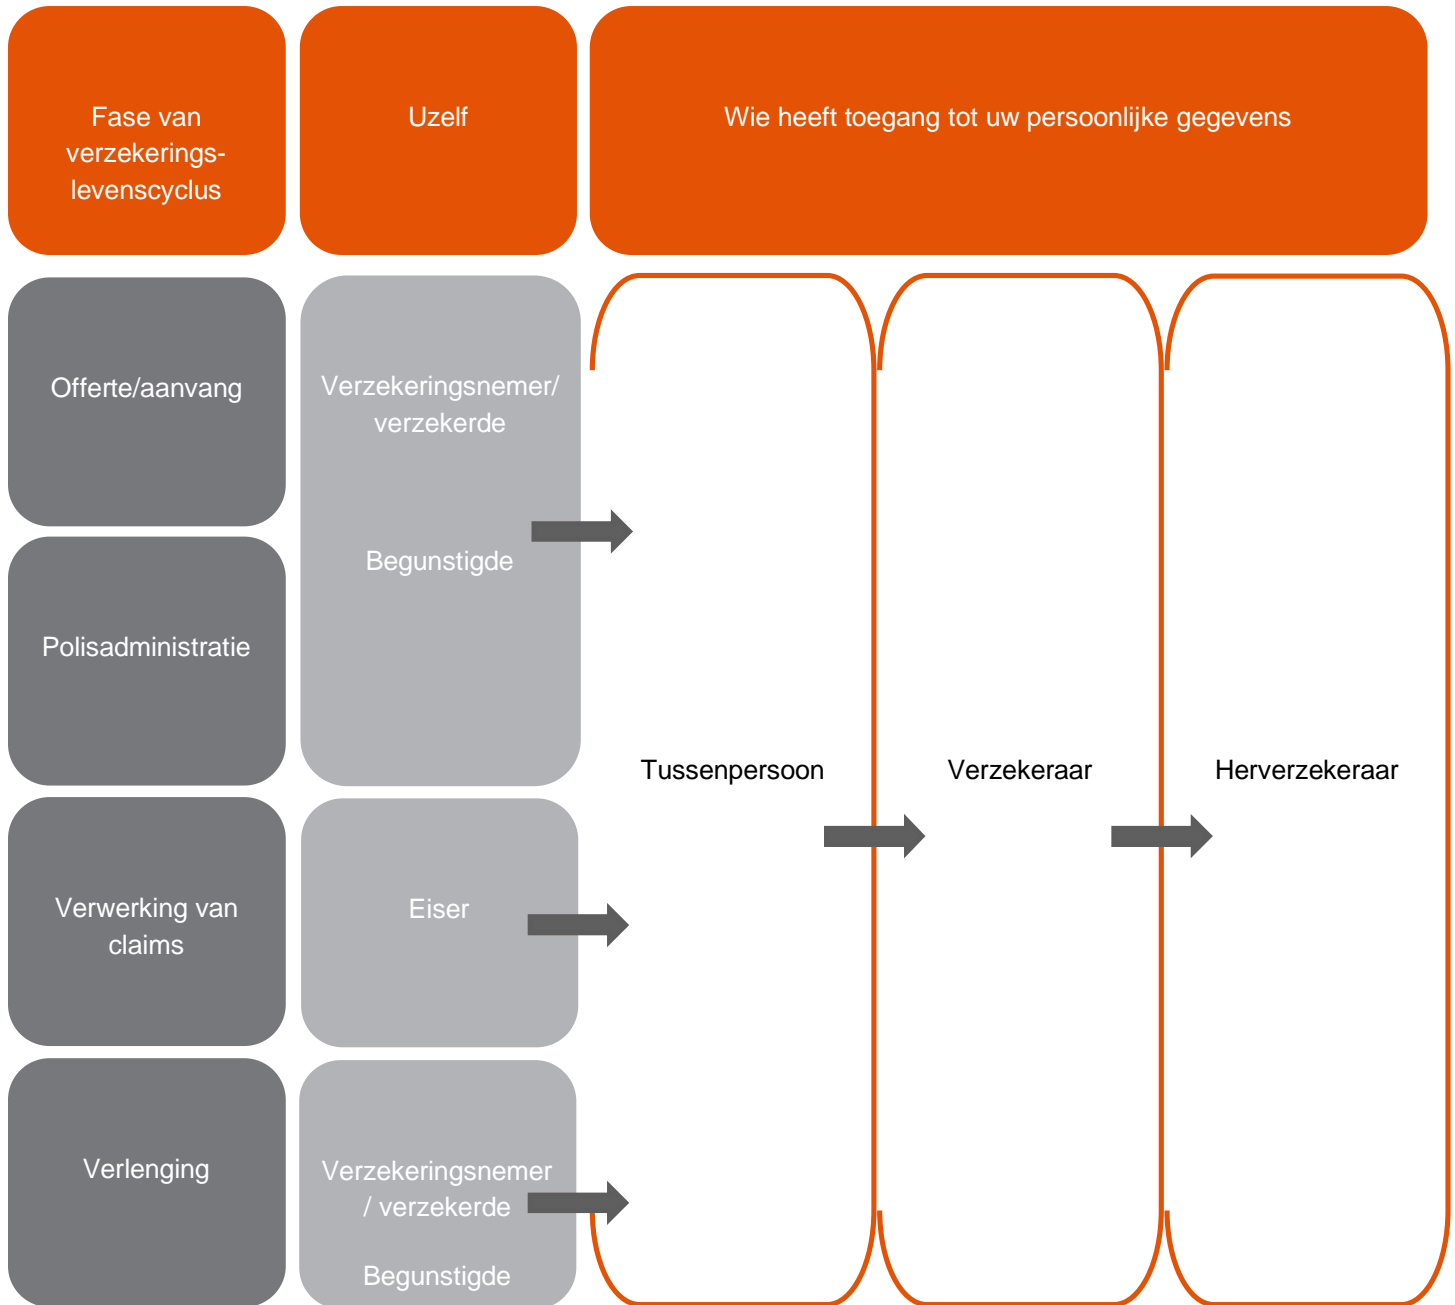 Fase van
verzekerings-
levenscyclus
Uzelf
Wie heeft toegang tot uw persoonlijke gegevens
Offerte/aanvang
Verzekeringsnemer/
verzekerde
Begunstigde
Polisadministratie
Tussenpersoon
Verzekeraar
Herverzekeraar
Verwerking van
claims
Eiser
Verlenging
Verzekeringsnemer
/ verzekerde
Begunstigde